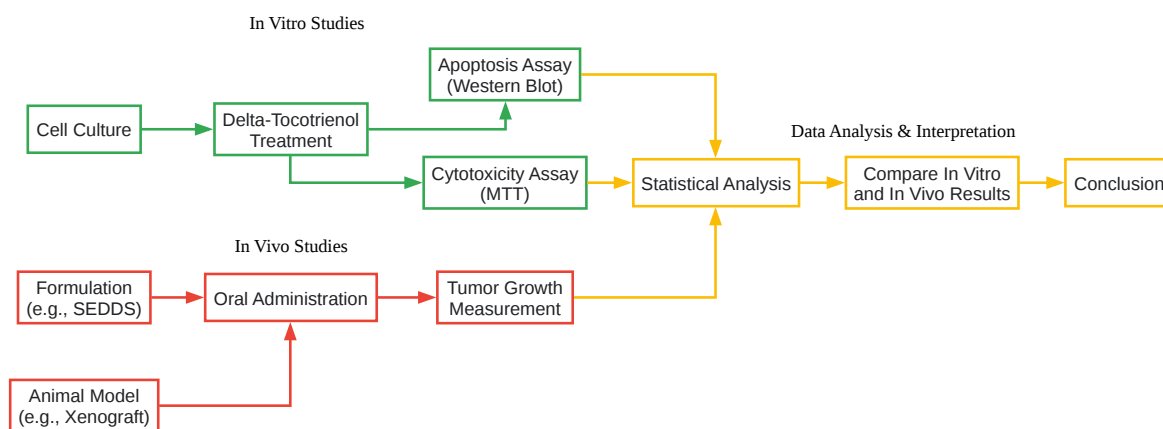 In Vitro Studies
Apoptosis Assay
(Western Blot)
Cell Culture
Delta-Tocotrienol
Treatment
Data Analysis & Interpretation
Cytotoxicity Assay
(MTT)
Statistical Analysis
Compare In Vitro
and In Vivo Results
Conclusion
In Vivo Studies
Formulation
(e.g., SEDDS)
Oral Administration
Tumor Growth
Measurement
Animal Model
(e.g., Xenograft)